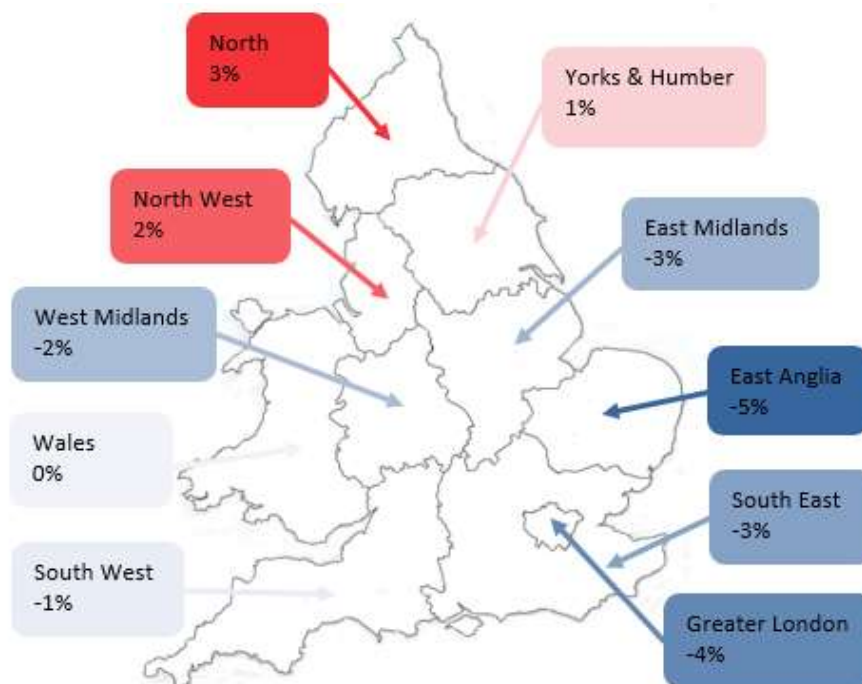 North
3%
Yorks & Humber
1%
North West
2%
East Midlands
-3%
West Midlands
-2%
East Anglia
-5%
Wales
0%
South East
-3%
South West
-1%
Greater London
-4%